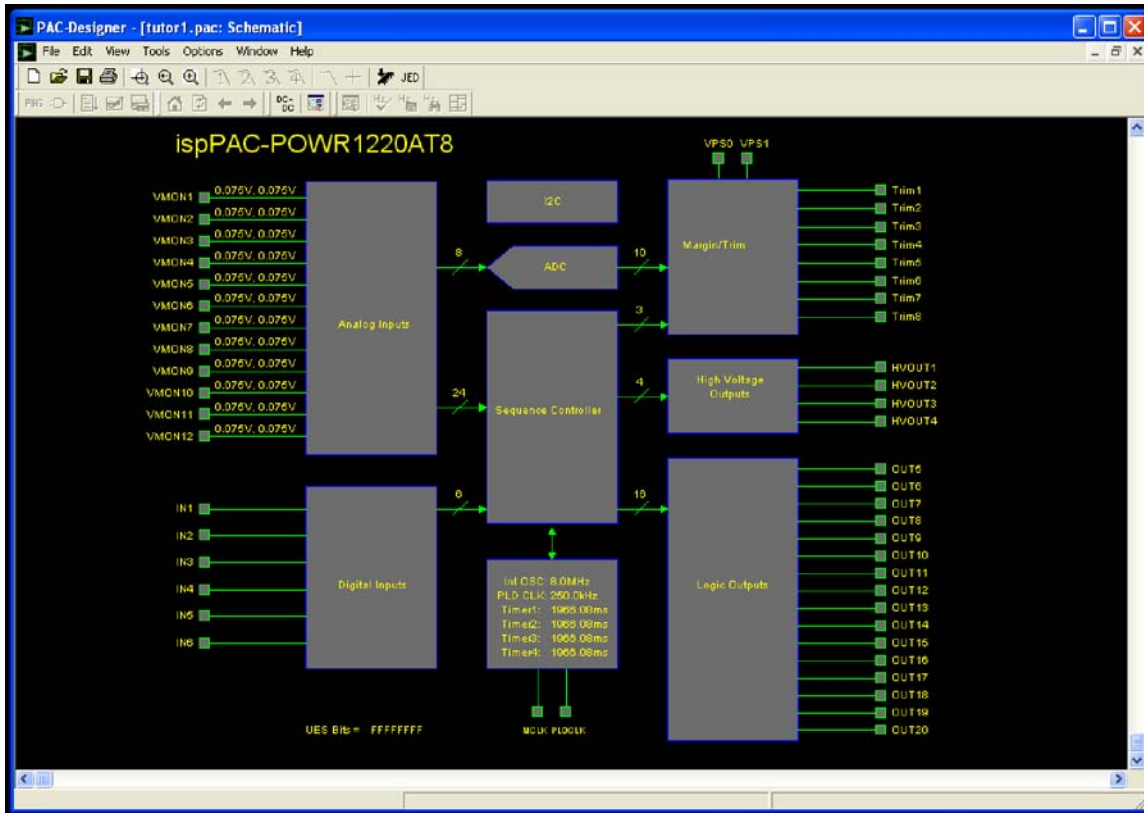 PAC-Designer - [tutor1.pac: Schematic]
File Edit View Tools Options Window Help
JED
PHG
DC-DC
ispPAC-POWR1220AT8
VPS0 VPS1
VMON1 0.075V, 0.075V
VMON2 0.075V, 0.075V
VMON3 0.075V, 0.075V
VMON4 0.075V, 0.075V
VMON5 0.075V, 0.075V
VMON6 0.075V, 0.075V
VMON7 0.075V, 0.075V
VMON8 0.075V, 0.075V
VMON9 0.075V, 0.075V
VMON10 0.075V, 0.075V
VMON11 0.075V, 0.075V
VMON12 0.075V, 0.075V
Analog Inputs
8
24
I2C
ADC
10
3
Margin/Trim
Trim1
Trim2
Trim3
Trim4
Trim5
Trim6
Trim7
Trim8
Sequence Controller
4
High Voltage
Outputs
HVOUT1
HVOUT2
HVOUT3
HVOUT4
IN1
IN2
IN3
IN4
IN5
IN6
Digital Inputs
6
16
Int OSC: 8.0MHz
PLD CLK: 250.0kHz
Timer1: 1966.08ms
Timer2: 1966.08ms
Timer3: 1966.08ms
Timer4: 1966.08ms
MCLK PLDCLK
Logic Outputs
OUT5
OUT6
OUT7
OUT8
OUT9
OUT10
OUT11
OUT12
OUT13
OUT14
OUT15
OUT16
OUT17
OUT18
OUT19
OUT20
UES Bits = FFFFFFFF